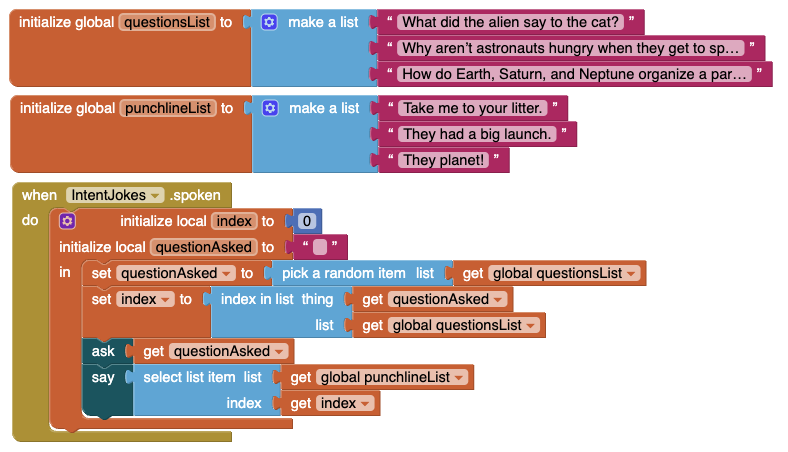 initialize global questionsList to make a list “ What did the alien say to the cat? ”
“ Why aren’t astronauts hungry when they get to sp... ”
“ How do Earth, Saturn, and Neptune organize a par... ”
initialize global punchlineList to make a list “ Take me to your litter. ”
“ They had a big launch. ”
“ They planet! ”
when IntentJokes .spoken
do initialize local index to 0
initialize local questionAsked to “ ”
in set questionAsked to pick a random item list get global questionsList
set index to index in list thing get questionAsked
list get global questionsList
ask get questionAsked
say select list item list get global punchlineList
index get index